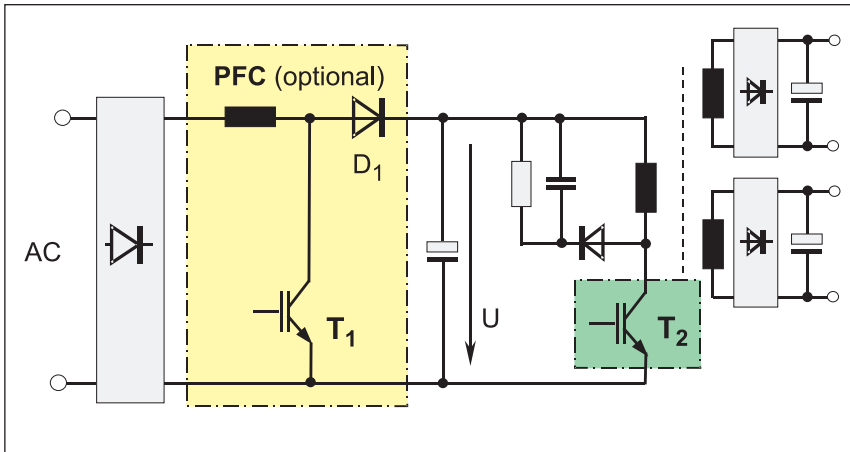 PFC (optional)
D1
AC
T1
U
T2